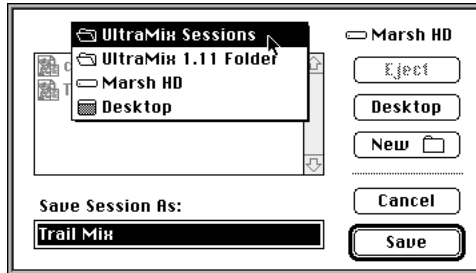 UltraMix Sessions
UltraMix 1.11 Folder
Marsh HD
Desktop
Marsh HD
Eject
Desktop
New
Save Session As:
Trail Mix
Cancel
Save